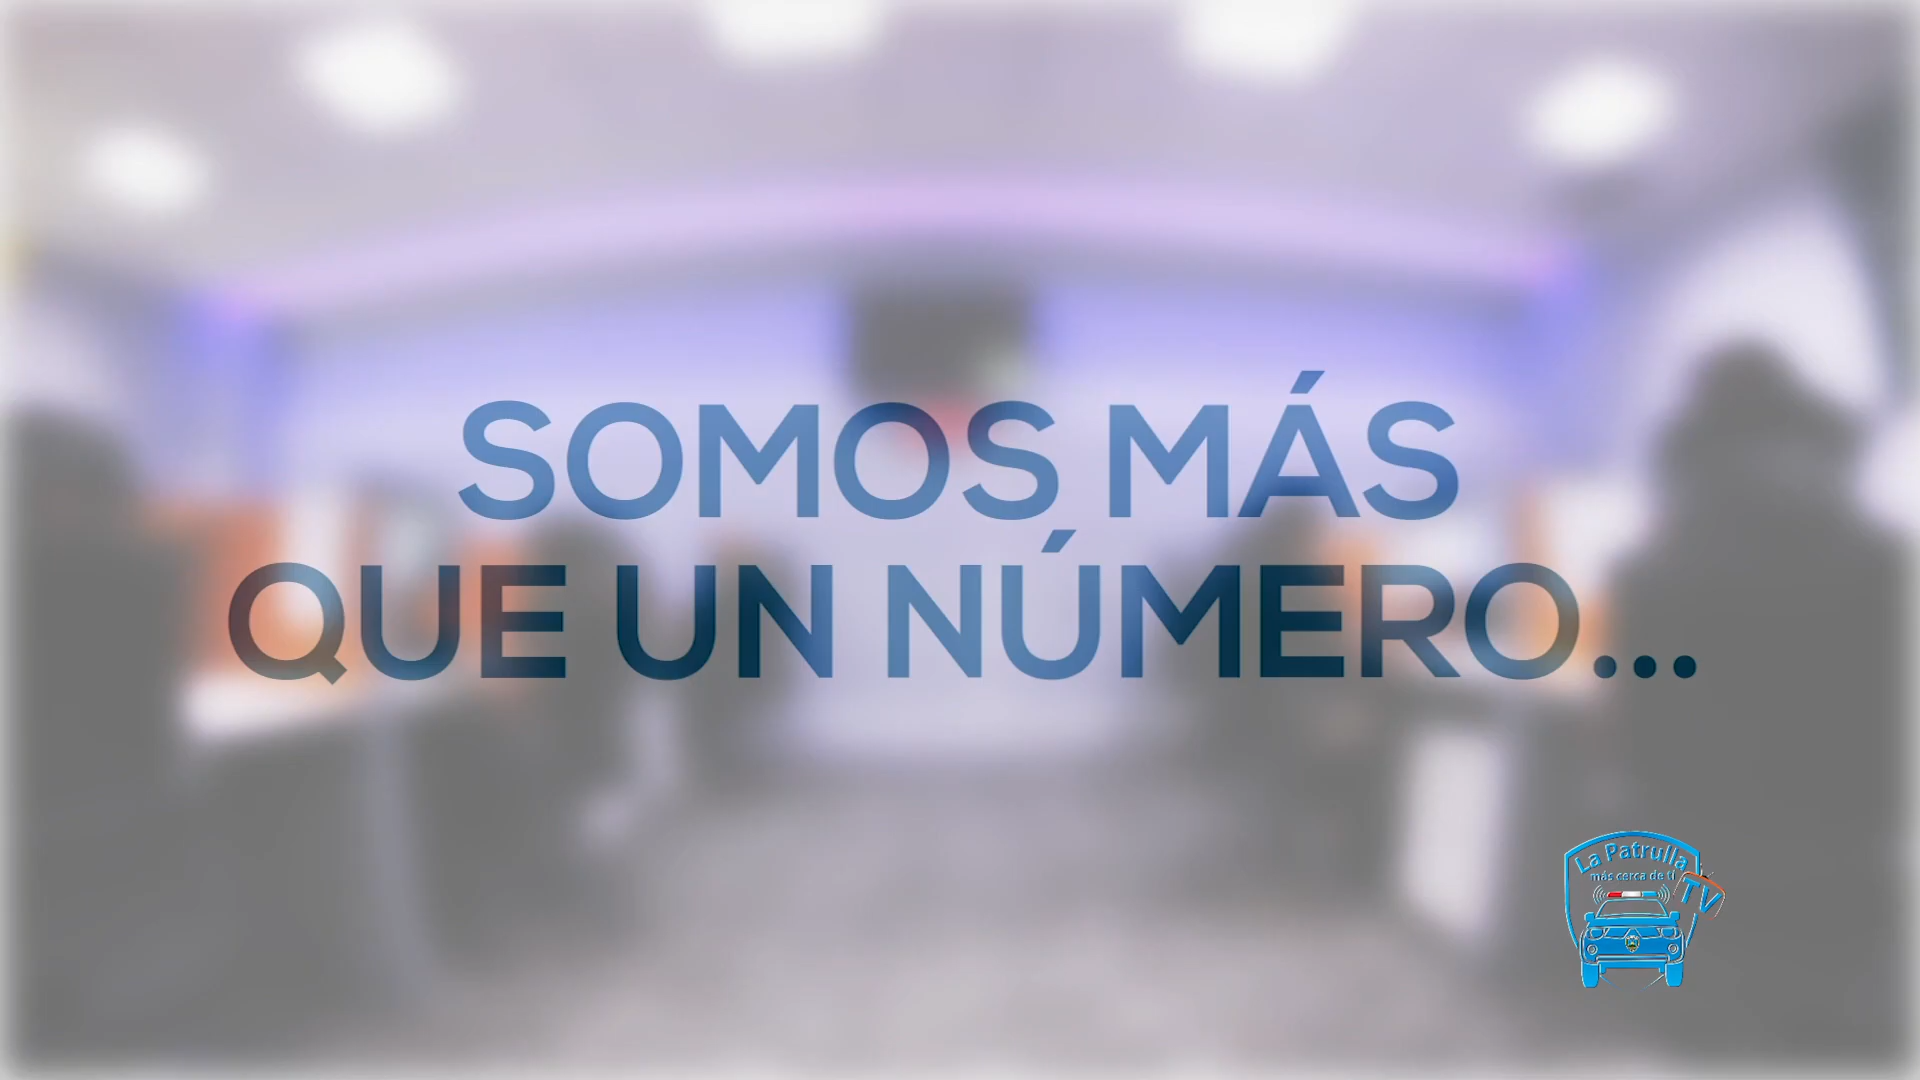 SOMOS MÁS
QUE UN NÚMERO...
La Patrulla
más cerca de ti
TV